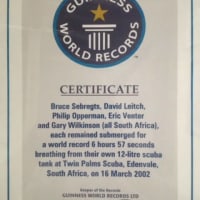 GUINNESS
WORLD RECORDS
CERTIFICATE
Bruce Sebregts, David Leitch,
Philip Opperman, Eric Venter
and Gary Wilkinson (all South Africa),
each remained submerged for
a world record 6 hours 57 seconds
breathing from their own 12-litre scuba
tank at Twin Palms Scuba, Edenvale,
South Africa, on 16 March 2002
Keeper of the Records
GUINNESS WORLD RECORDS LTD